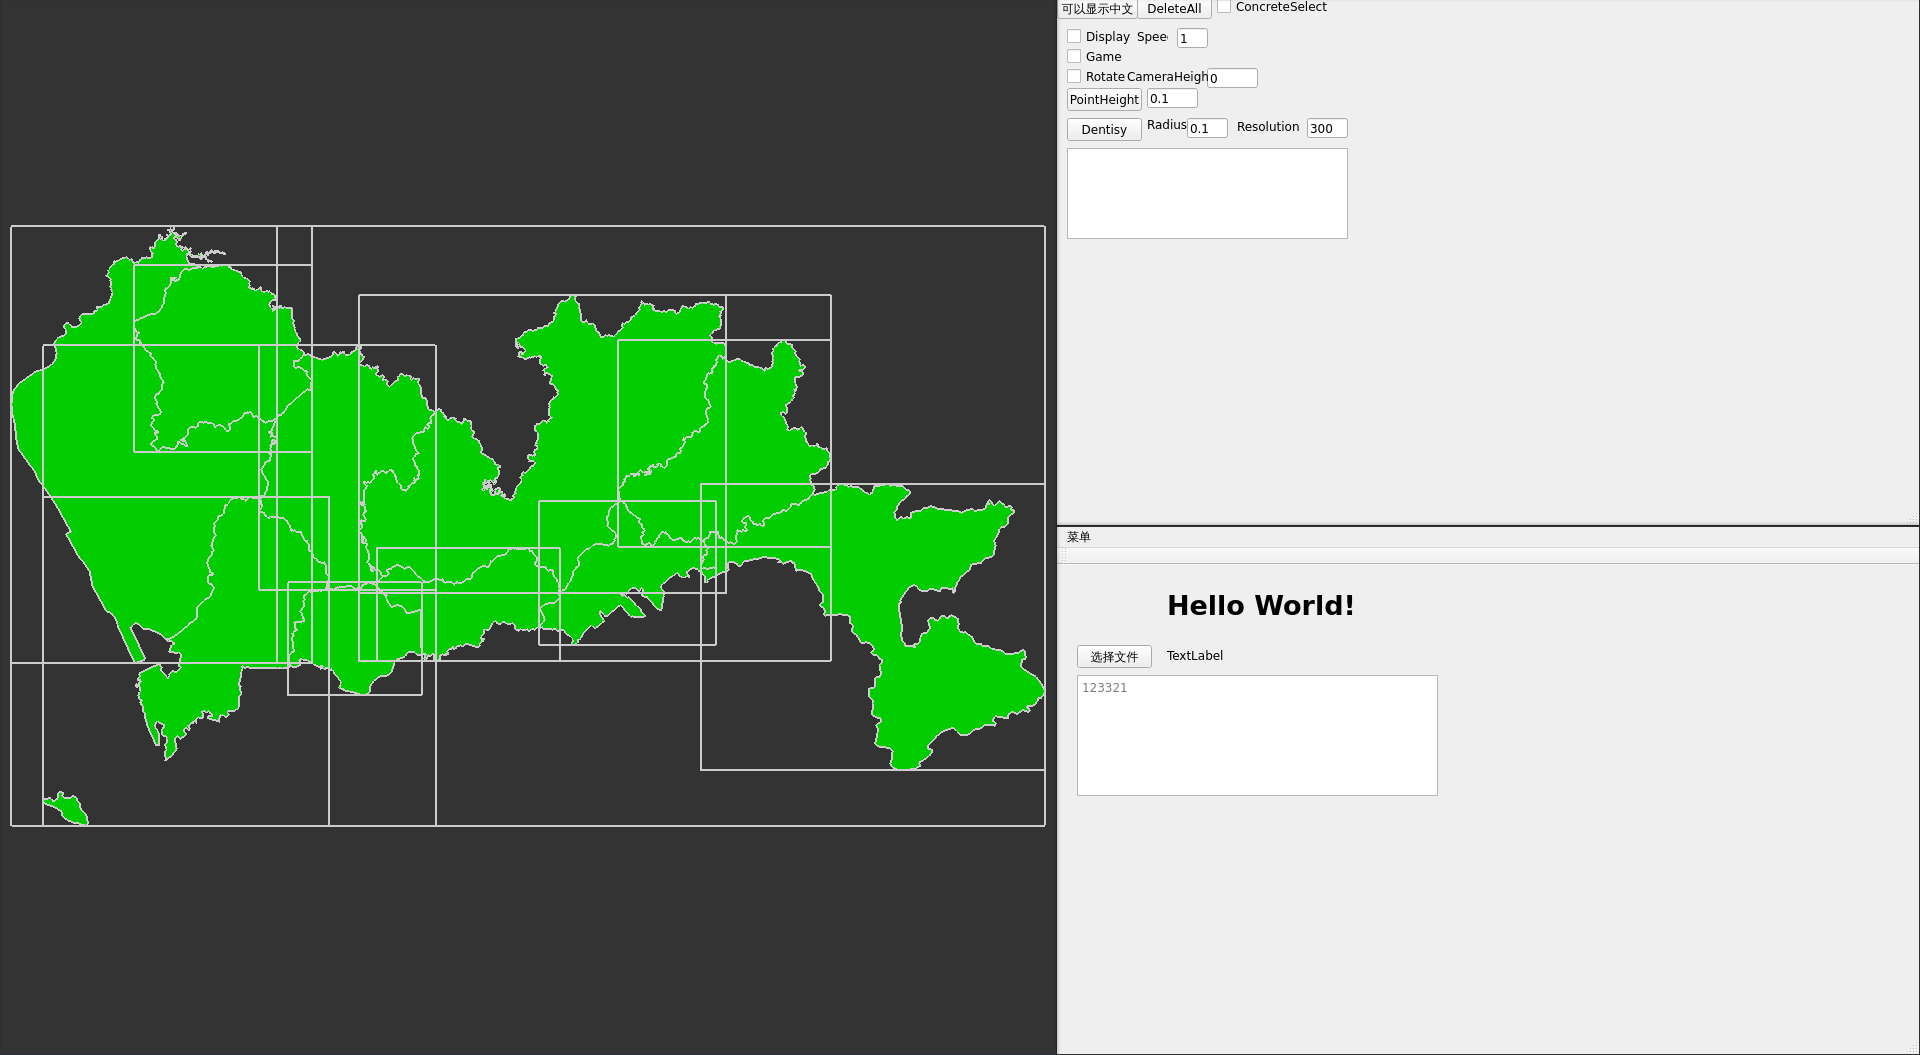 可以显示中文 DeleteAll ConcreteSelect
Display Spee 1
Game
Rotate CameraHeigh 0
PointHeight 0.1
Dentisy Radius 0.1 Resolution 300
菜单
Hello World!
选择文件 TextLabel
123321